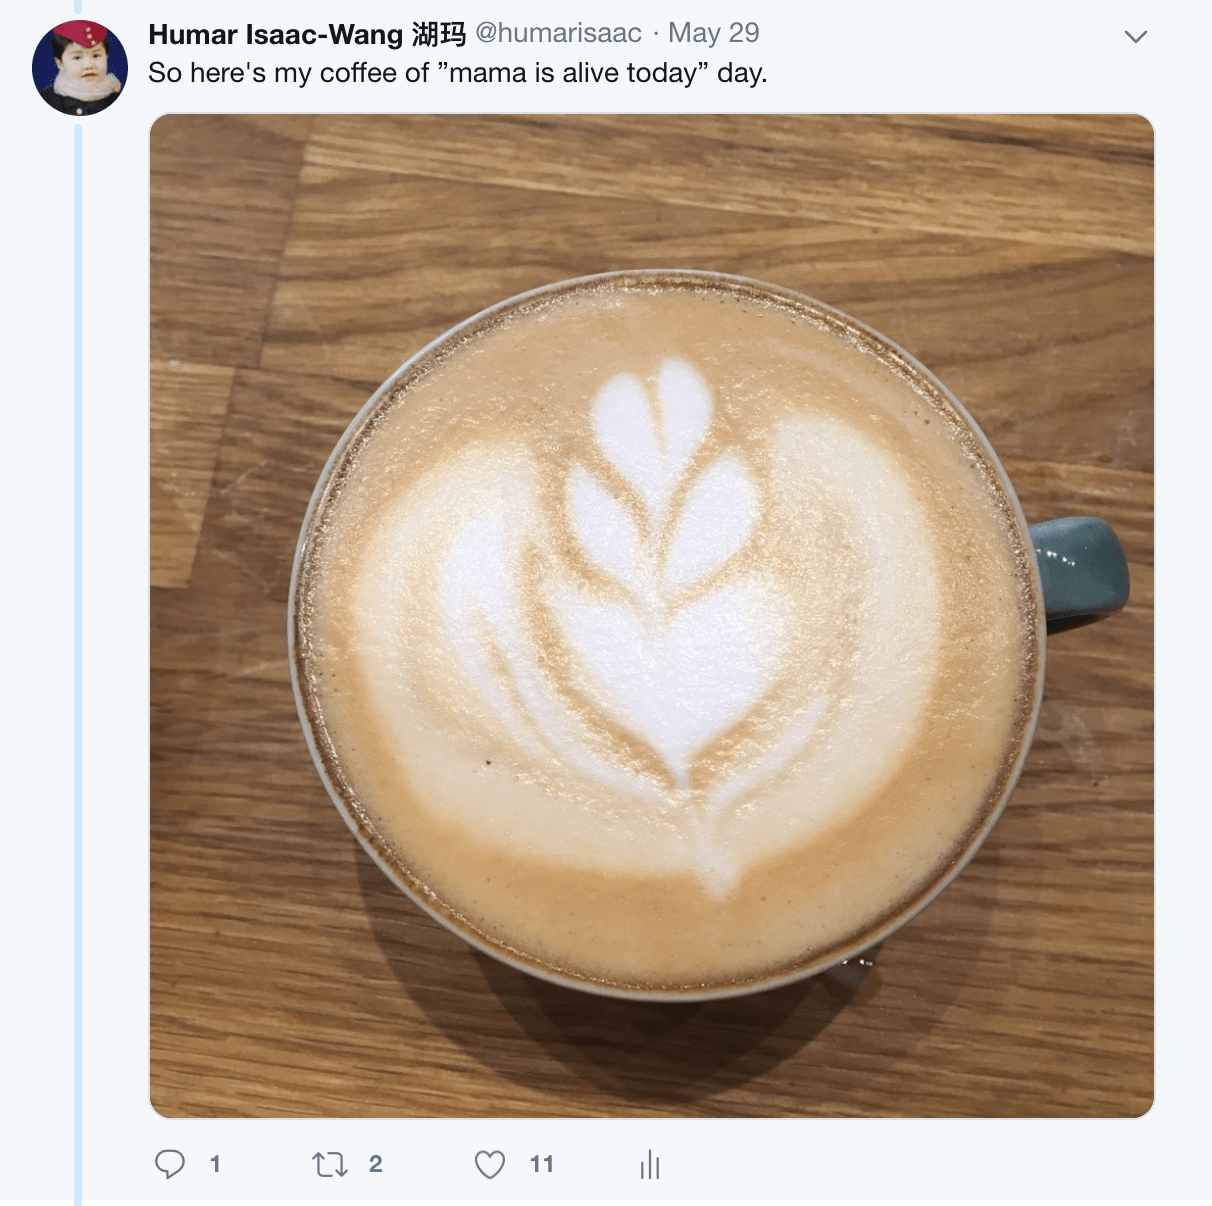 Humar Isaac-Wang 湖玛 @humarisaac · May 29
So here's my coffee of ”mama is alive today” day.
1 2 11